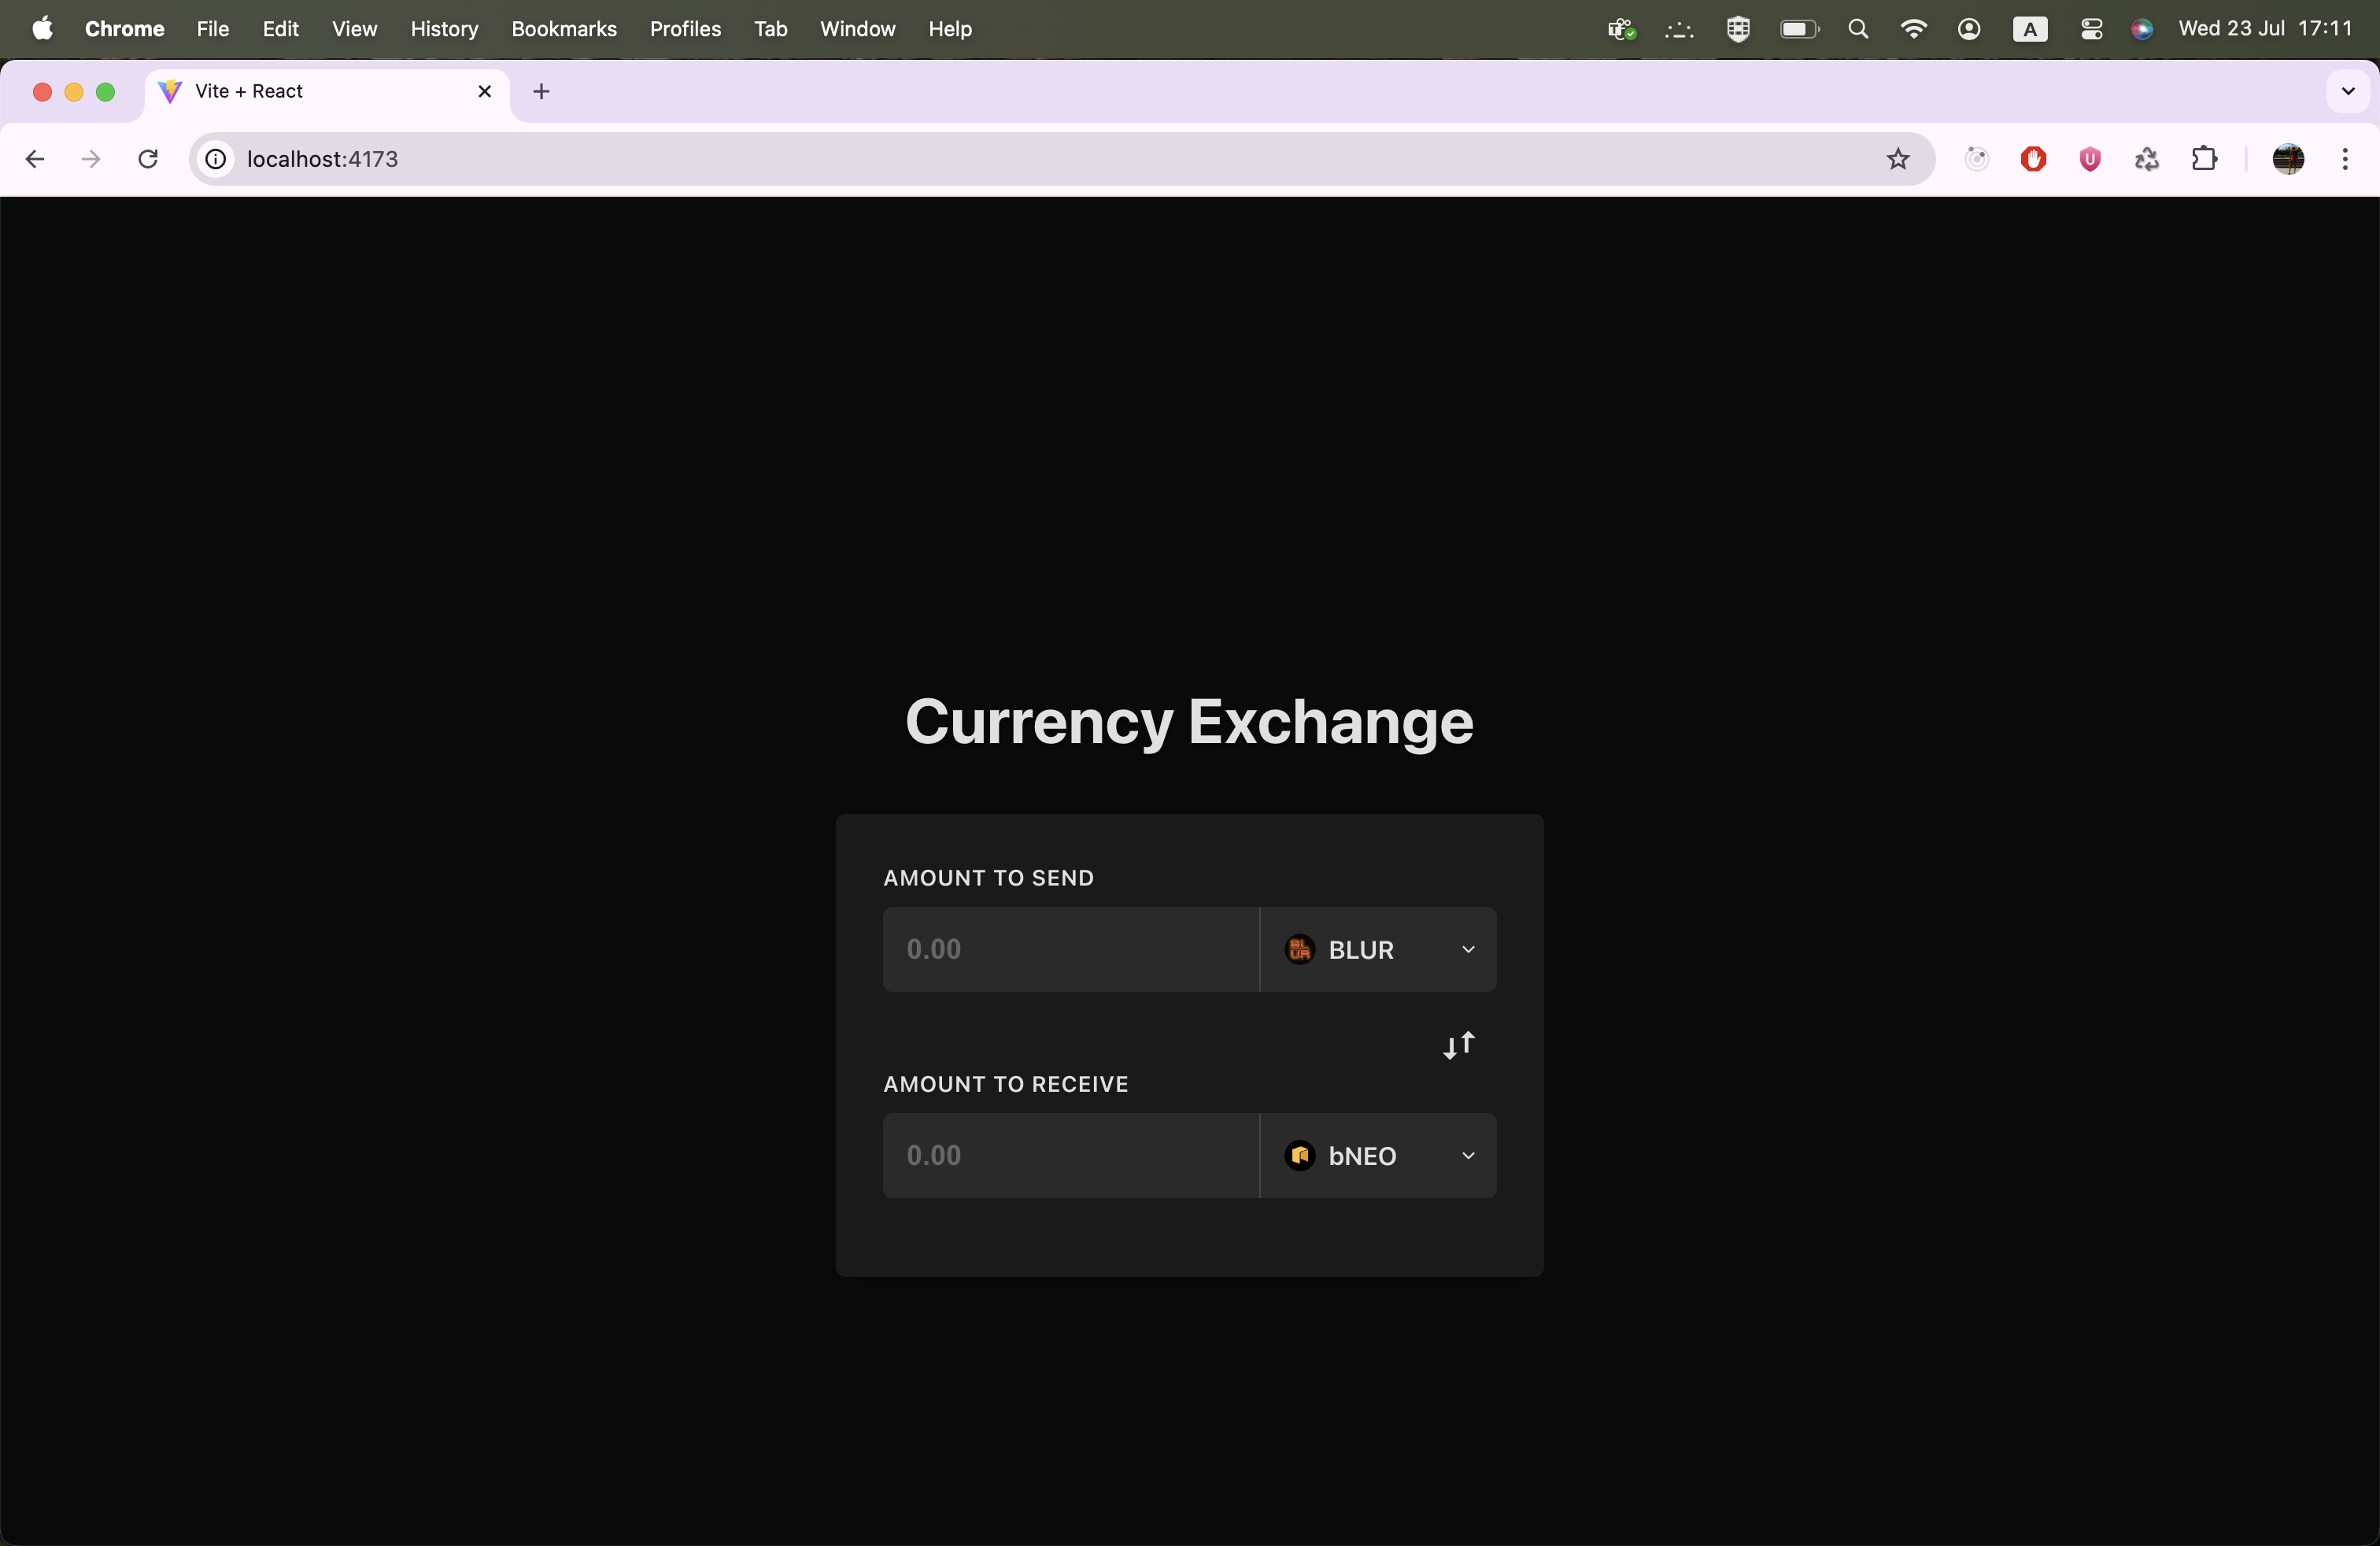 Chrome File Edit View History Bookmarks Profiles Tab Window Help A Wed 23 Jul 17:11
Vite + React
localhost:4173
Currency Exchange
AMOUNT TO SEND
0.00 BLUR
AMOUNT TO RECEIVE
0.00 bNEO